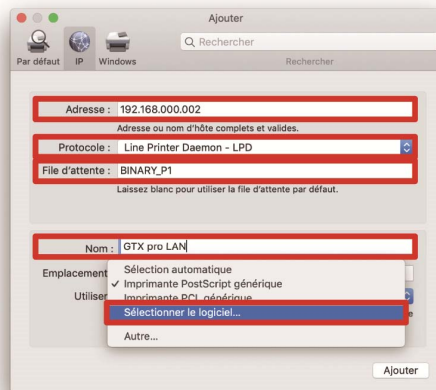 Ajouter
Rechercher
Par défaut IP Windows
Rechercher
Adresse : 192.168.000.002
Adresse ou nom d'hôte complets et valides.
Protocole : Line Printer Daemon - LPD
File d'attente : BINARY_P1
Laissez blanc pour utiliser la file d'attente par défaut.
Nom : GTX pro LAN
Emplacement
Sélection automatique
✓ Imprimante PostScript générique
Imprimante PCL générique
Utiliser
Sélectionner le logiciel...
e
Autre...
Ajouter